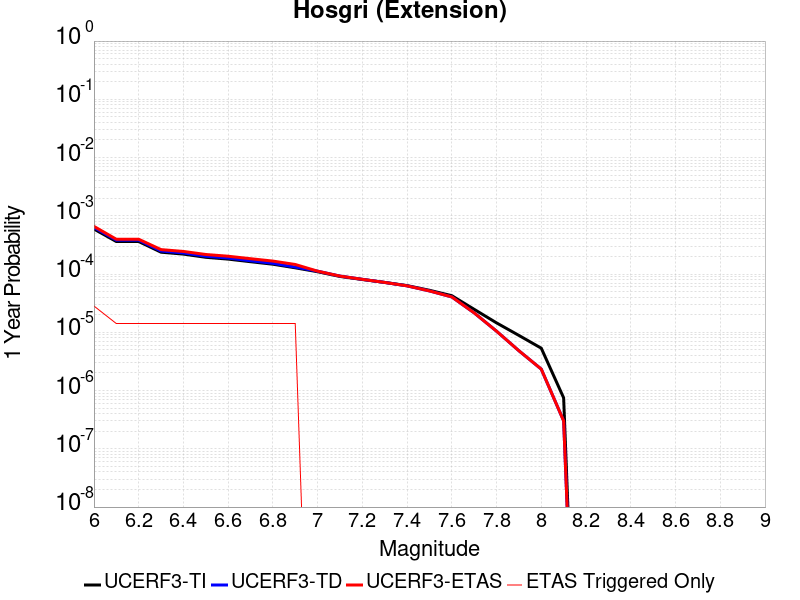 Hosgri (Extension)
10 0
10 -1
10 -2
10 -3
10 -4
10 -5
10 -6
10 -7
10 -8
1 Year Probability
6 6.2 6.4 6.6 6.8 7 7.2 7.4 7.6 7.8 8 8.2 8.4 8.6 8.8 9
Magnitude
UCERF3-TI UCERF3-TD UCERF3-ETAS ETAS Triggered Only